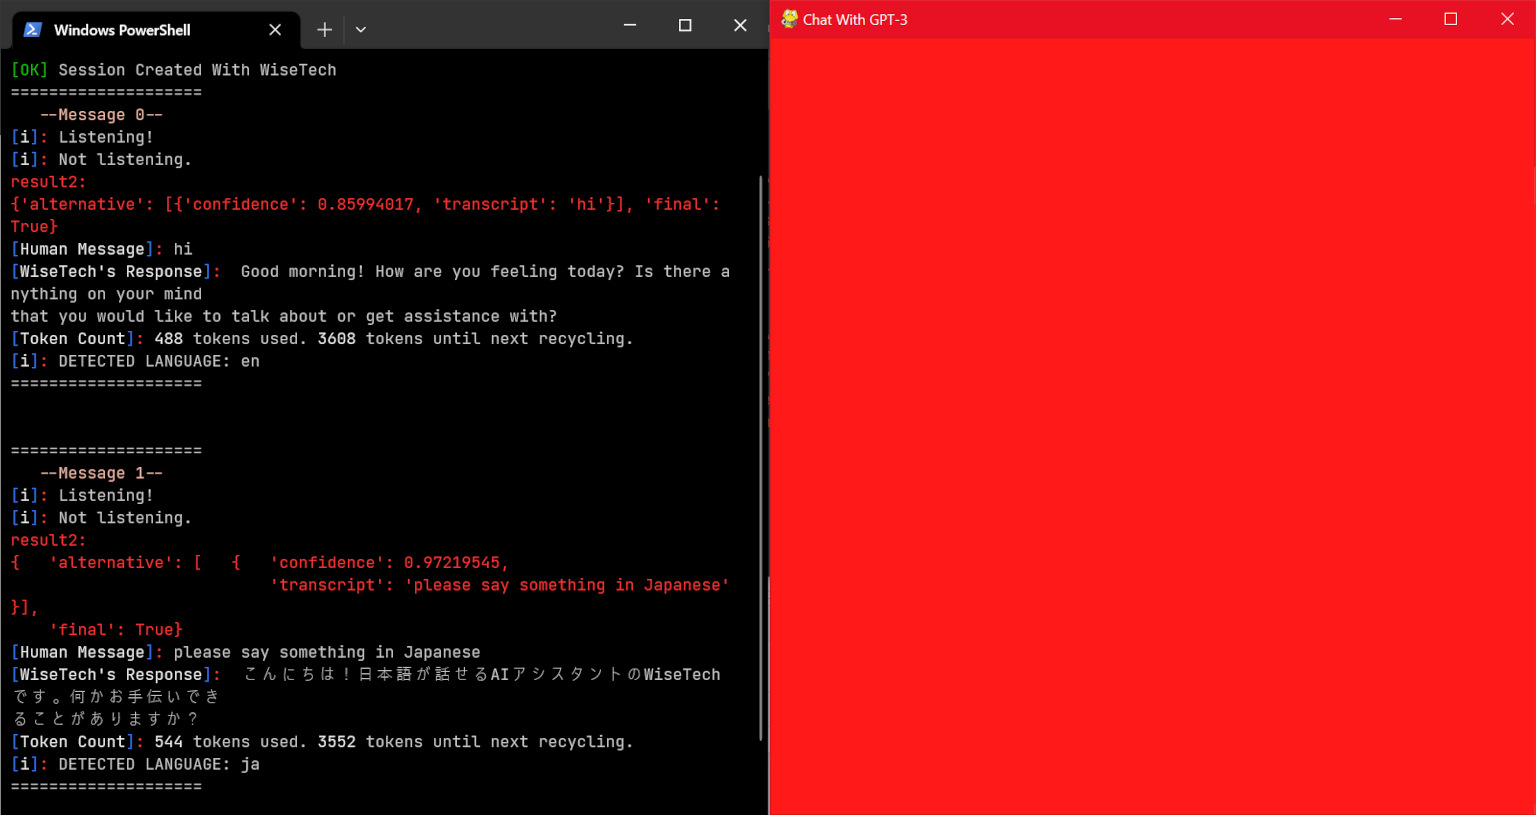 Windows PowerShell
[OK] Session Created With WiseTech
====================
--Message 0--
[i]: Listening!
[i]: Not listening.
result2:
{'alternative': [{'confidence': 0.85994017, 'transcript': 'hi'}], 'final':
True}
[Human Message]: hi
[WiseTech's Response]:  Good morning! How are you feeling today? Is there a
nything on your mind
that you would like to talk about or get assistance with?
[Token Count]: 488 tokens used. 3608 tokens until next recycling.
[i]: DETECTED LANGUAGE: en
====================
====================
--Message 1--
[i]: Listening!
[i]: Not listening.
result2:
{   'alternative': [   {   'confidence': 0.97219545,
'transcript': 'please say something in Japanese'
}],
'final': True}
[Human Message]: please say something in Japanese
[WiseTech's Response]:  こんにちは！日本語が話せるAIアシスタントのWiseTech
です。何かお手伝いでき
ることがありますか？
[Token Count]: 544 tokens used. 3552 tokens until next recycling.
[i]: DETECTED LANGUAGE: ja
====================
Chat With GPT-3